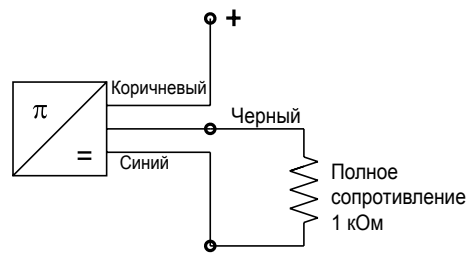 +
Коричневый
π
Черный
=
Синий
Полное
сопротивление
1 кОм